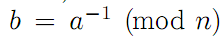 b = a⁻¹ (mod n)